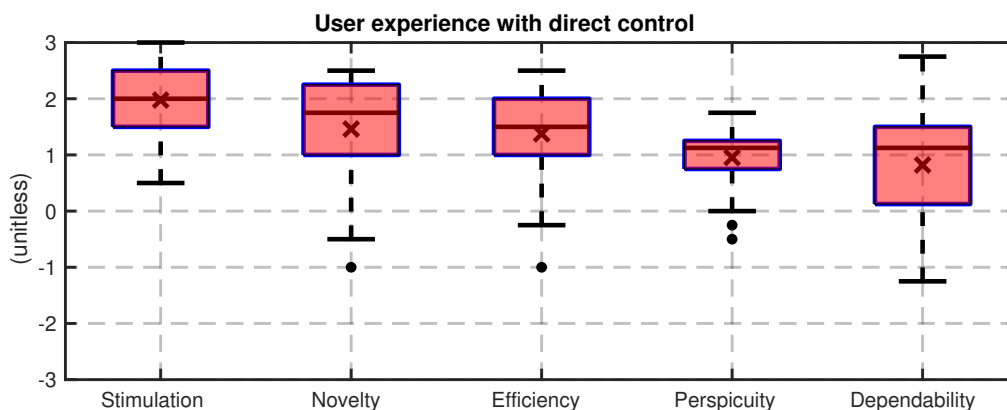 User experience with direct control
3
2
1
0
-1
-2
-3
(unitless)
Stimulation Novelty Efficiency Perspicuity Dependability